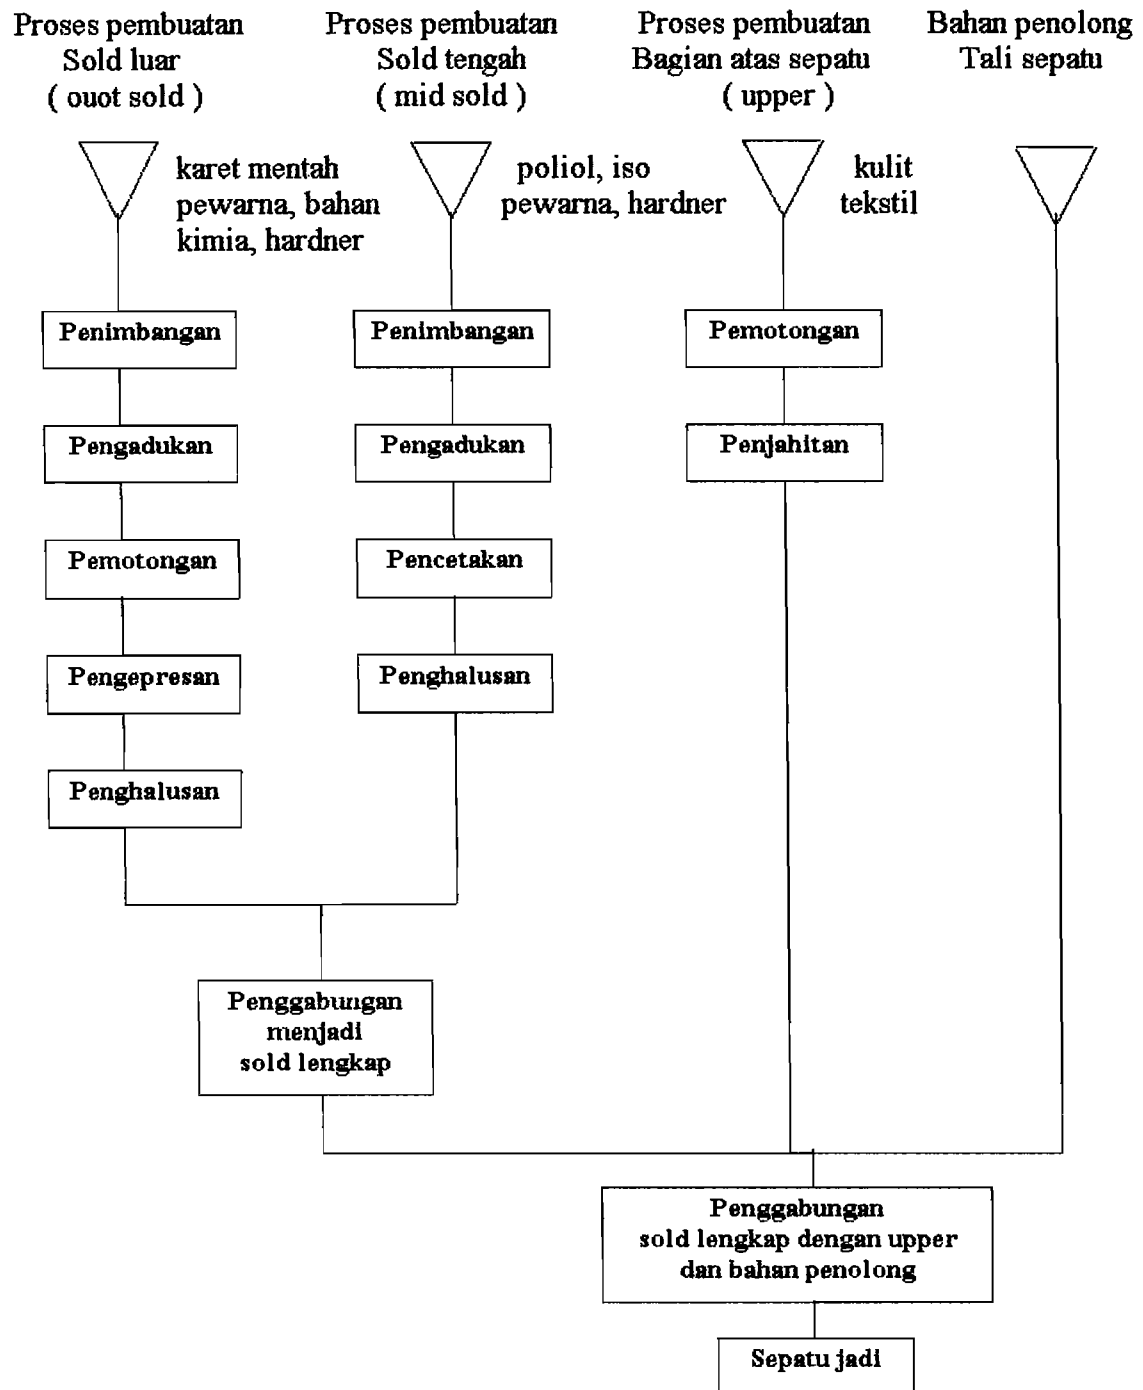 Proses pembuatan
Sold luar
( ouot sold )
Proses pembuatan
Sold tengah
( mid sold )
Proses pembuatan
Bagian atas sepatu
( upper )
Bahan penolong
Tali sepatu
karet mentah
pewarna, bahan
kimia, hardner
poliol, iso
pewarna, hardner
kulit
tekstil
Penimbangan
Pengadukan
Pemotongan
Pengepresan
Penghalusan
Penimbangan
Pengadukan
Pencetakan
Penghalusan
Pemotongan
Penjahitan
Penggabungan
menjadi
sold lengkap
Penggabungan
sold lengkap dengan upper
dan bahan penolong
Sepatu jadi